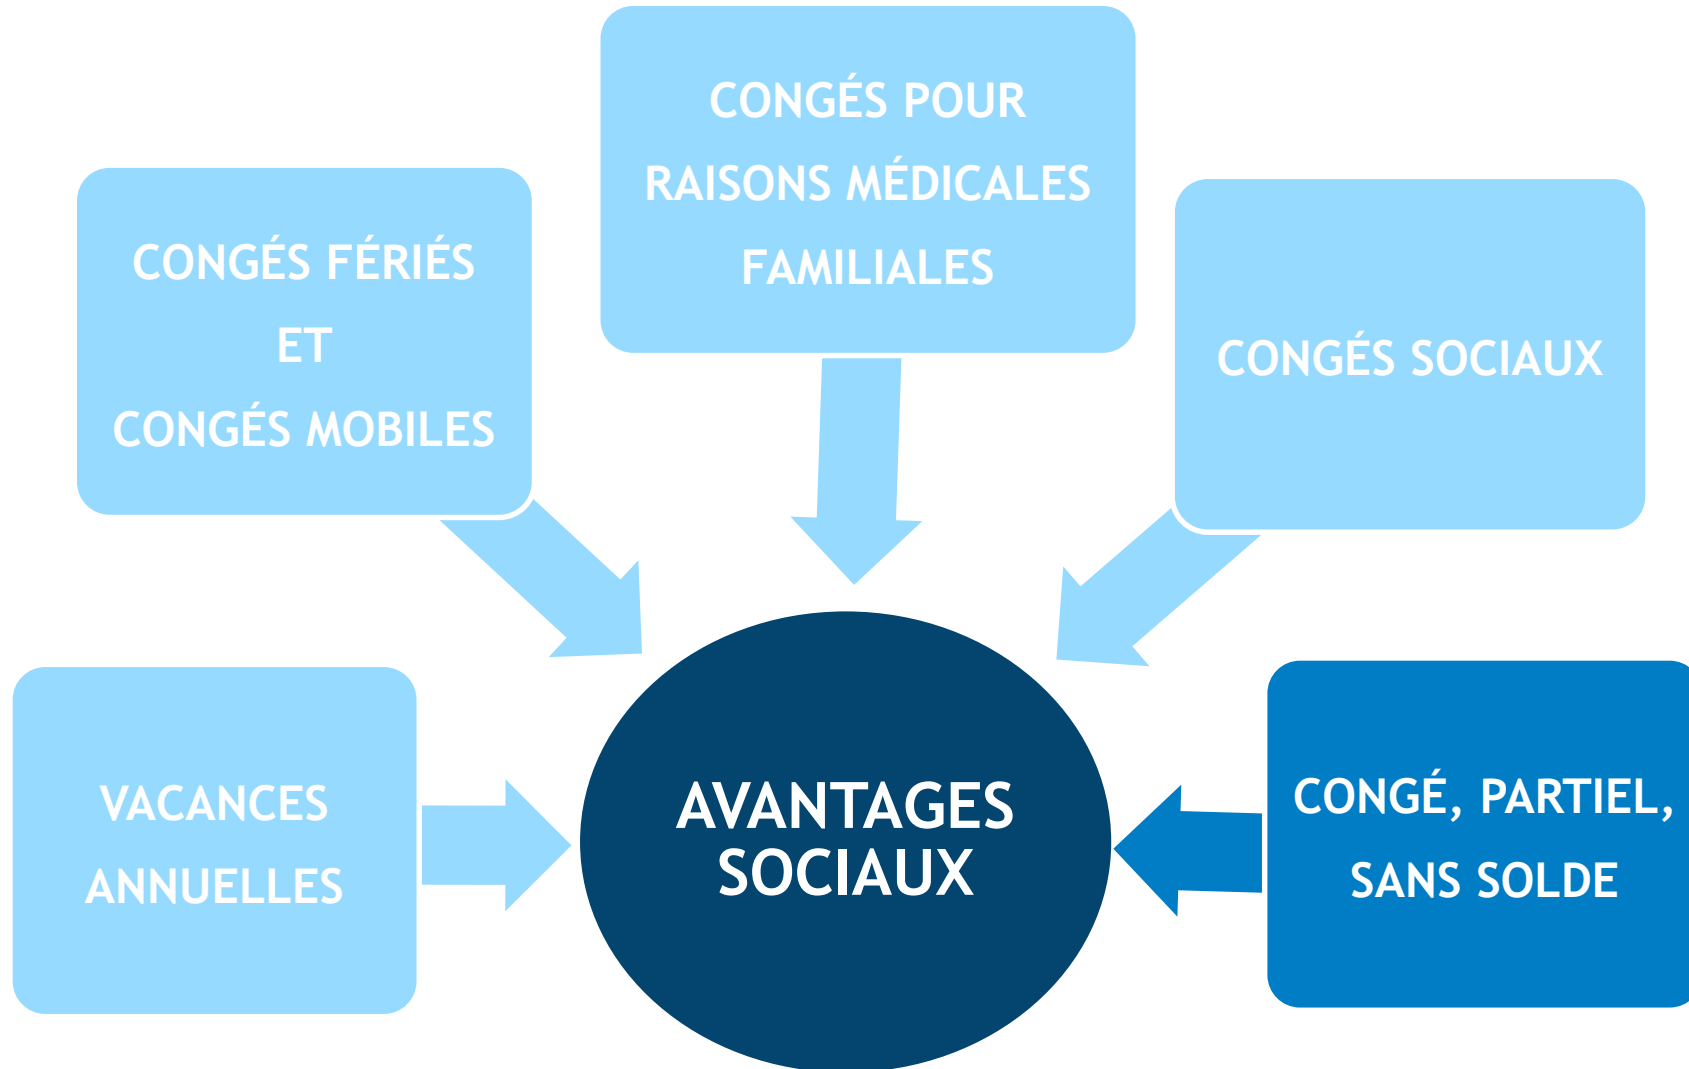 CONGÉS POUR
RAISONS MÉDICALES
FAMILIALES
CONGÉS FÉRIÉS
ET
CONGÉS MOBILES
CONGÉS SOCIAUX
VACANCES
ANNUELLES
AVANTAGES
SOCIAUX
CONGÉ, PARTIEL,
SANS SOLDE